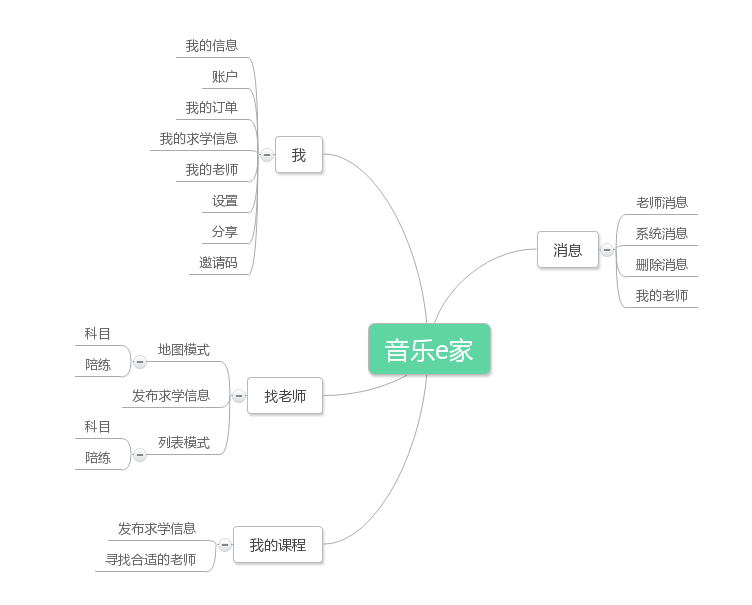 我的信息
账户
我的订单
我的求学信息
我的老师
设置
分享
邀请码
我
老师消息
系统消息
删除消息
我的老师
消息
音乐e家
科目
陪练
地图模式
发布求学信息
科目
陪练
列表模式
找老师
发布求学信息
寻找合适的老师
我的课程